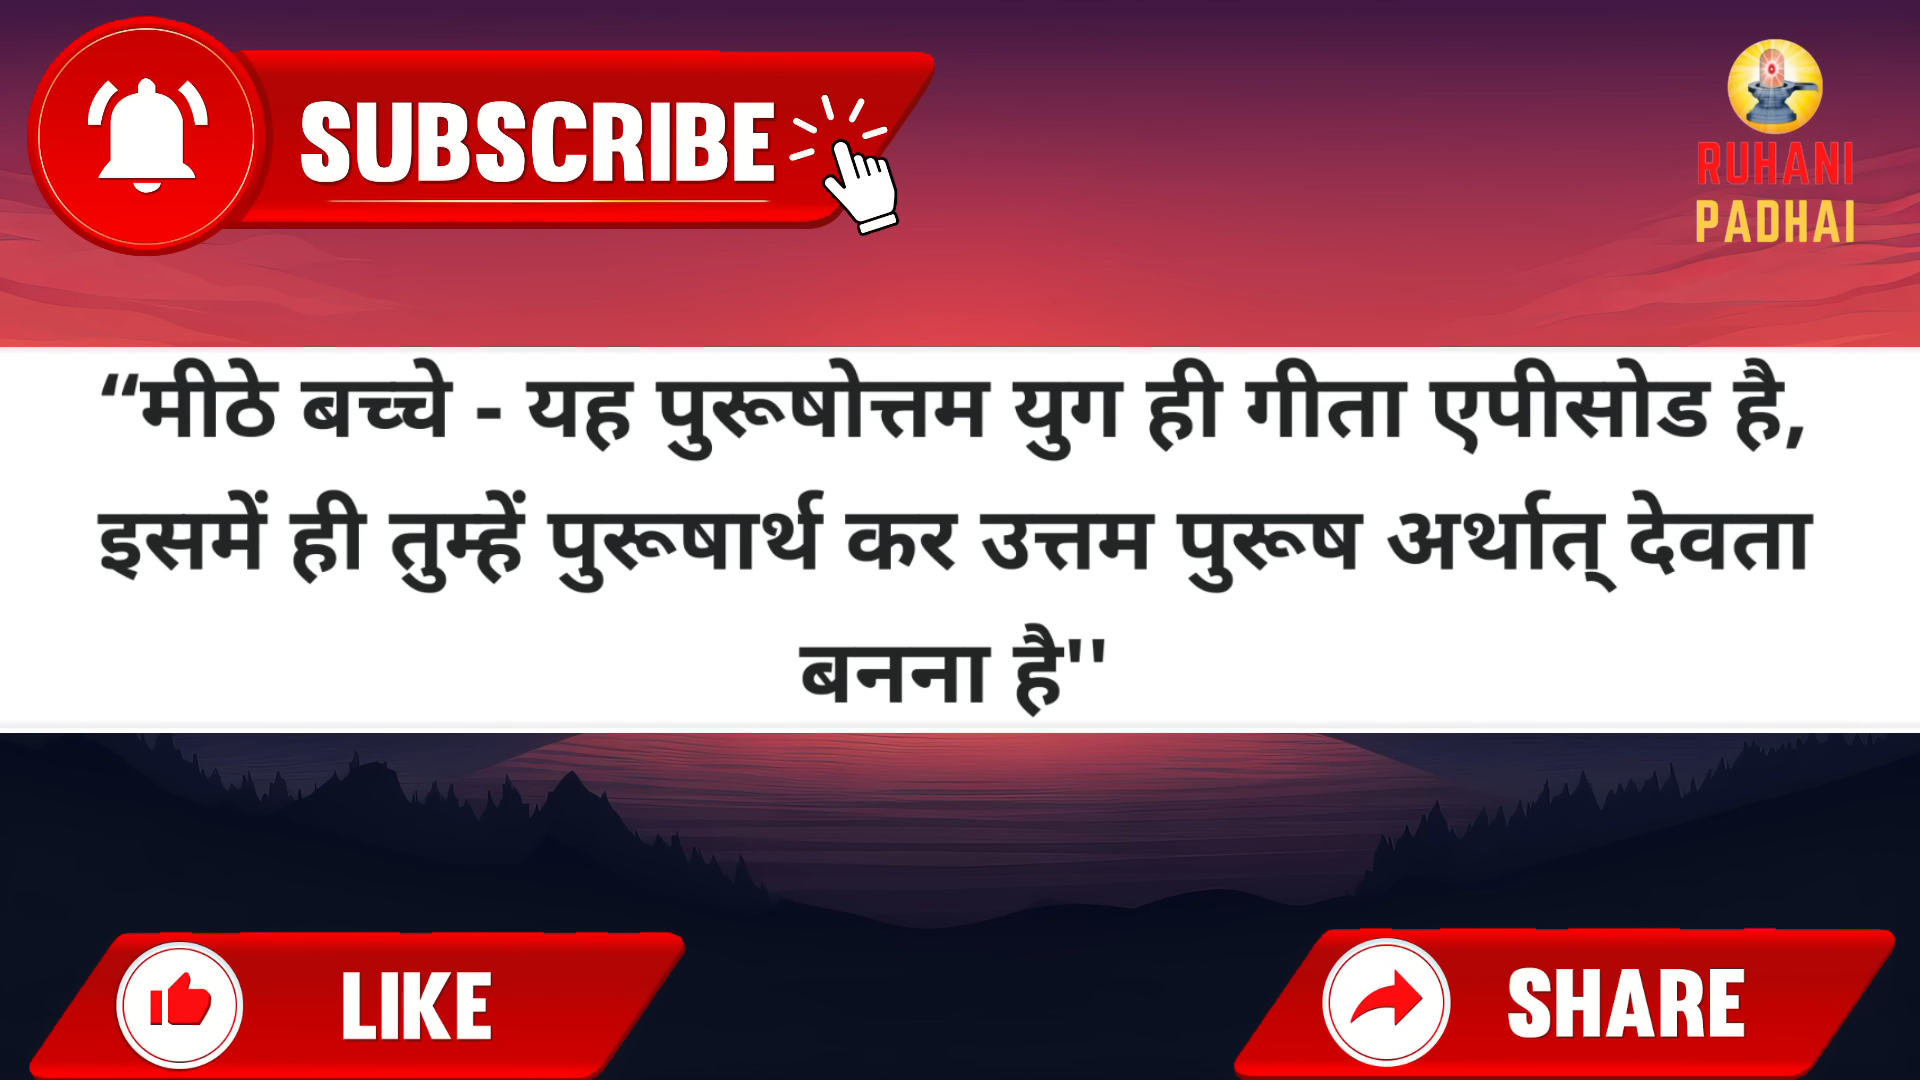 SUBSCRIBE
RUHANI
PADHAI
“मीठे बच्चे - यह पुरूषोत्तम युग ही गीता एपीसोड है,
इसमें ही तुम्हें पुरूषार्थ कर उत्तम पुरूष अर्थात् देवता
बनना है''
LIKE
SHARE